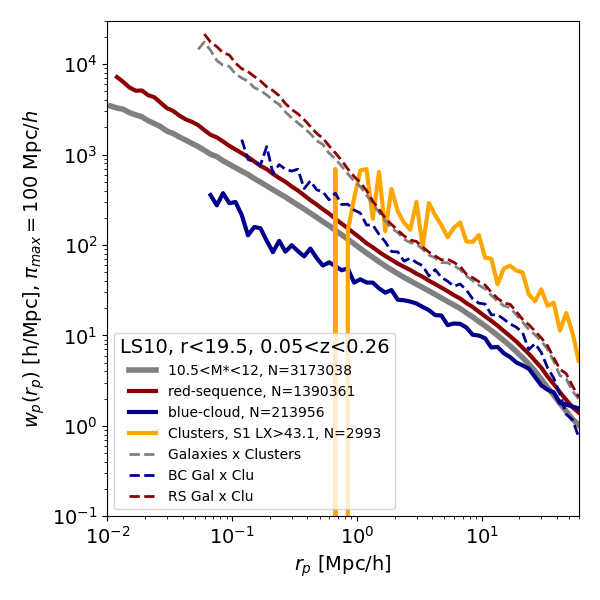 10⁴
10³
10²
10¹
10⁰
10⁻¹
w_p(r_p) [h/Mpc], π_max = 100 Mpc/h
LS10, r<19.5, 0.05<z<0.26
10.5<M*<12, N=3173038
red-sequence, N=1390361
blue-cloud, N=213956
Clusters, S1 LX>43.1, N=2993
Galaxies x Clusters
BC Gal x Clu
RS Gal x Clu
10⁻² 10⁻¹ 10⁰ 10¹
r_p [Mpc/h]